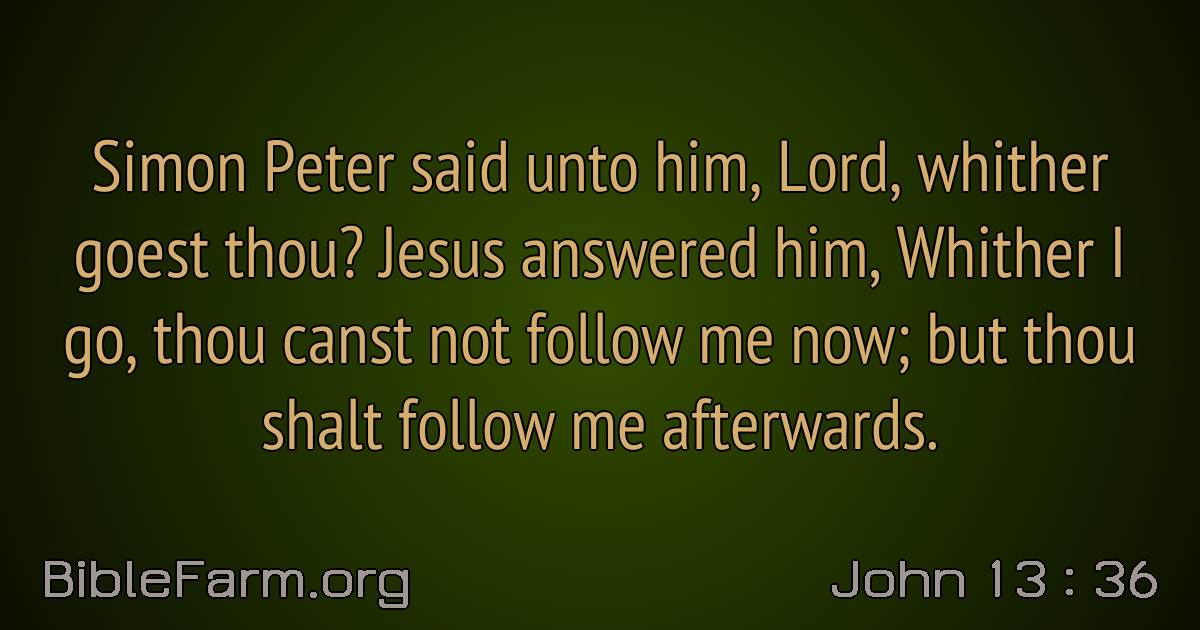 Simon Peter said unto him, Lord, whither
goest thou? Jesus answered him, Whither I
go, thou canst not follow me now; but thou
shalt follow me afterwards.
BibleFarm.org
John 13 : 36